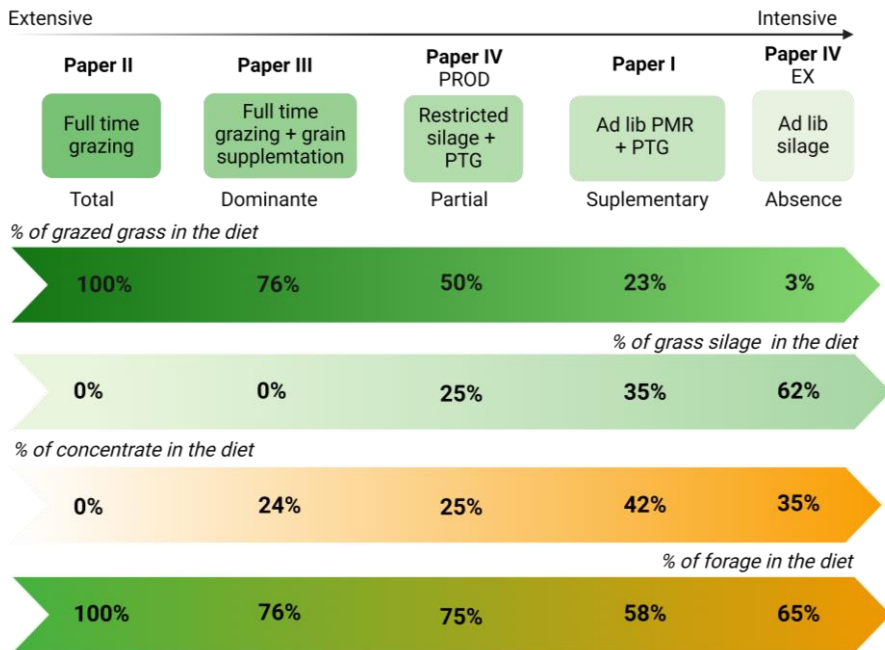 Extensive
Intensive
Paper II
Paper III
Paper IV
PROD
Paper I
Paper IV
EX
Full time
grazing
Full time
grazing + grain
supplemtation
Restricted
silage +
PTG
Ad lib PMR
+ PTG
Ad lib
silage
Total
Dominante
Partial
Suplementary
Absence
% of grazed grass in the diet
100%
76%
50%
23%
3%
% of grass silage in the diet
0%
0%
25%
35%
62%
% of concentrate in the diet
0%
24%
25%
42%
35%
% of forage in the diet
100%
76%
75%
58%
65%